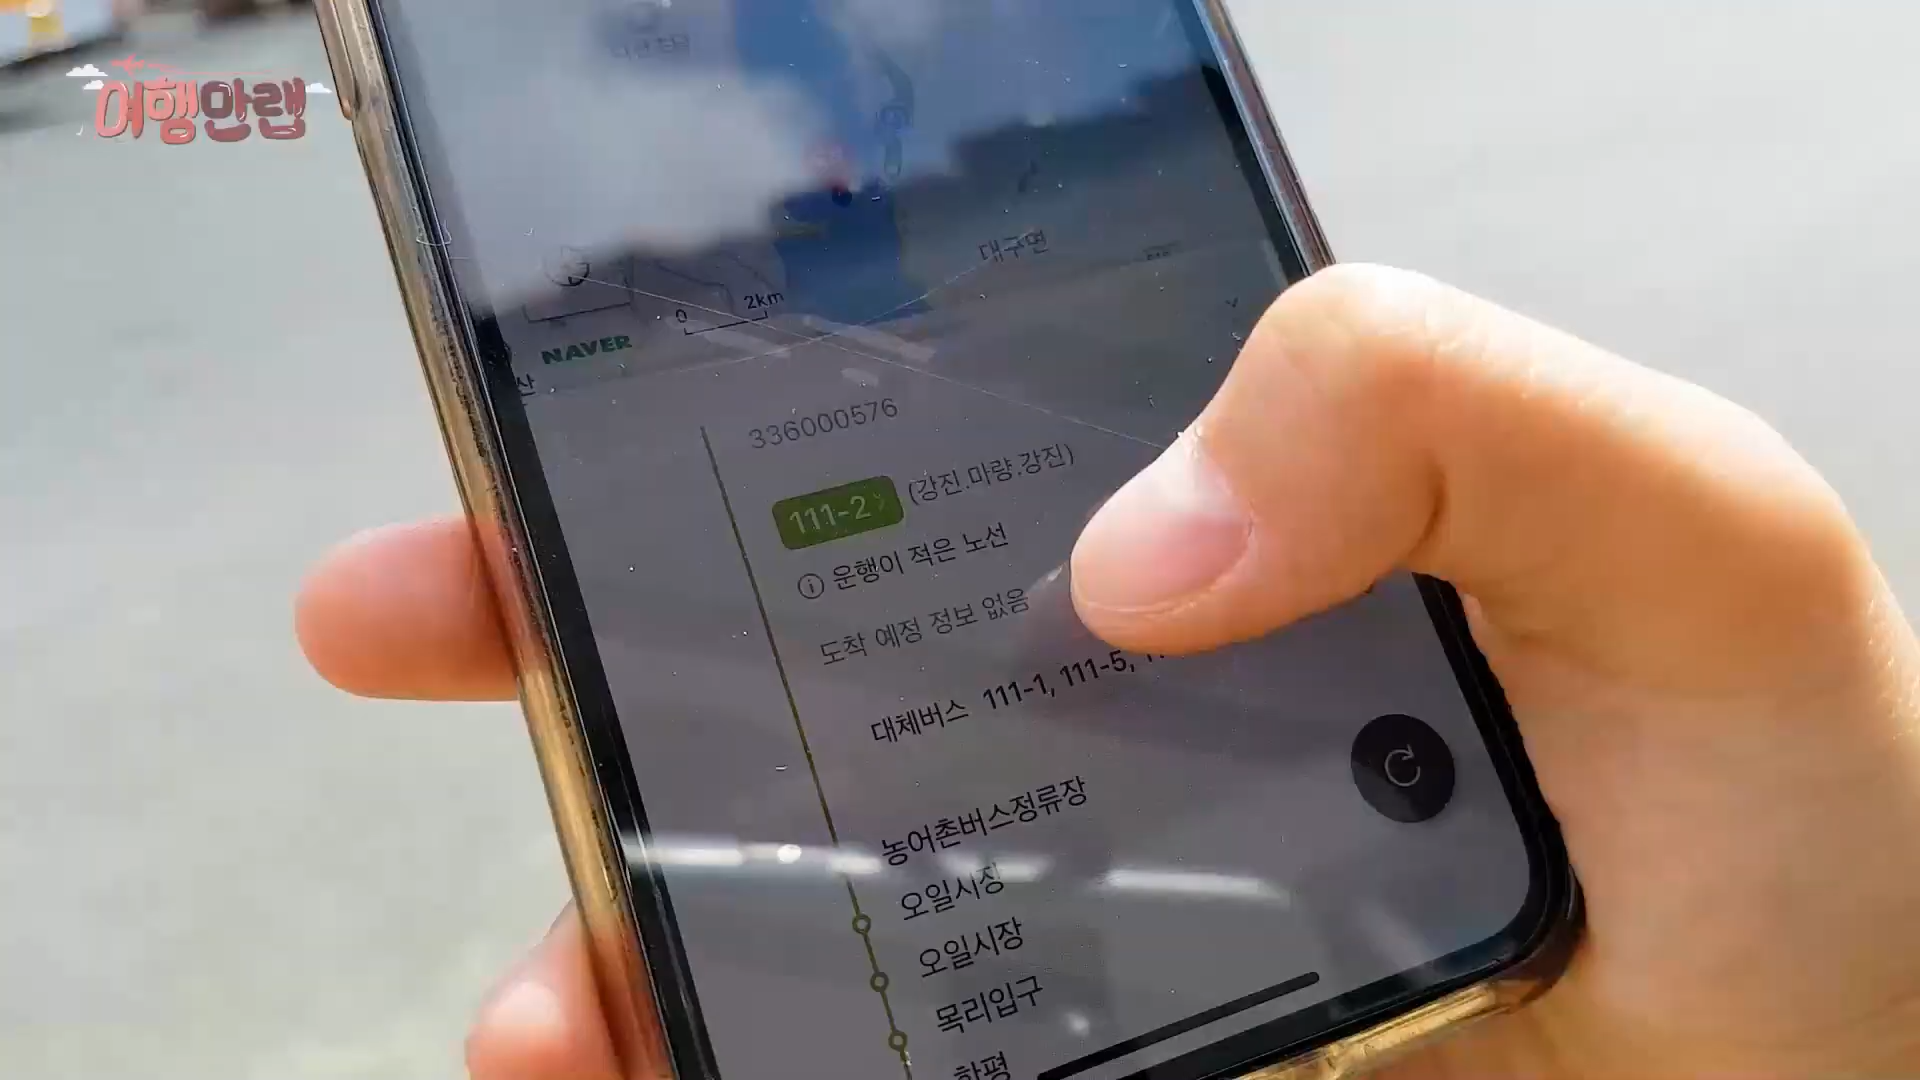 여행만랩
대구면
0 2km
NAVER
산
336000576
111-2 (강진.마량.강진)
운행이 적은 노선
도착 예정 정보 없음
대체버스 111-1, 111-5,
농어촌버스정류장
오일시장
오일시장
목리입구
학평